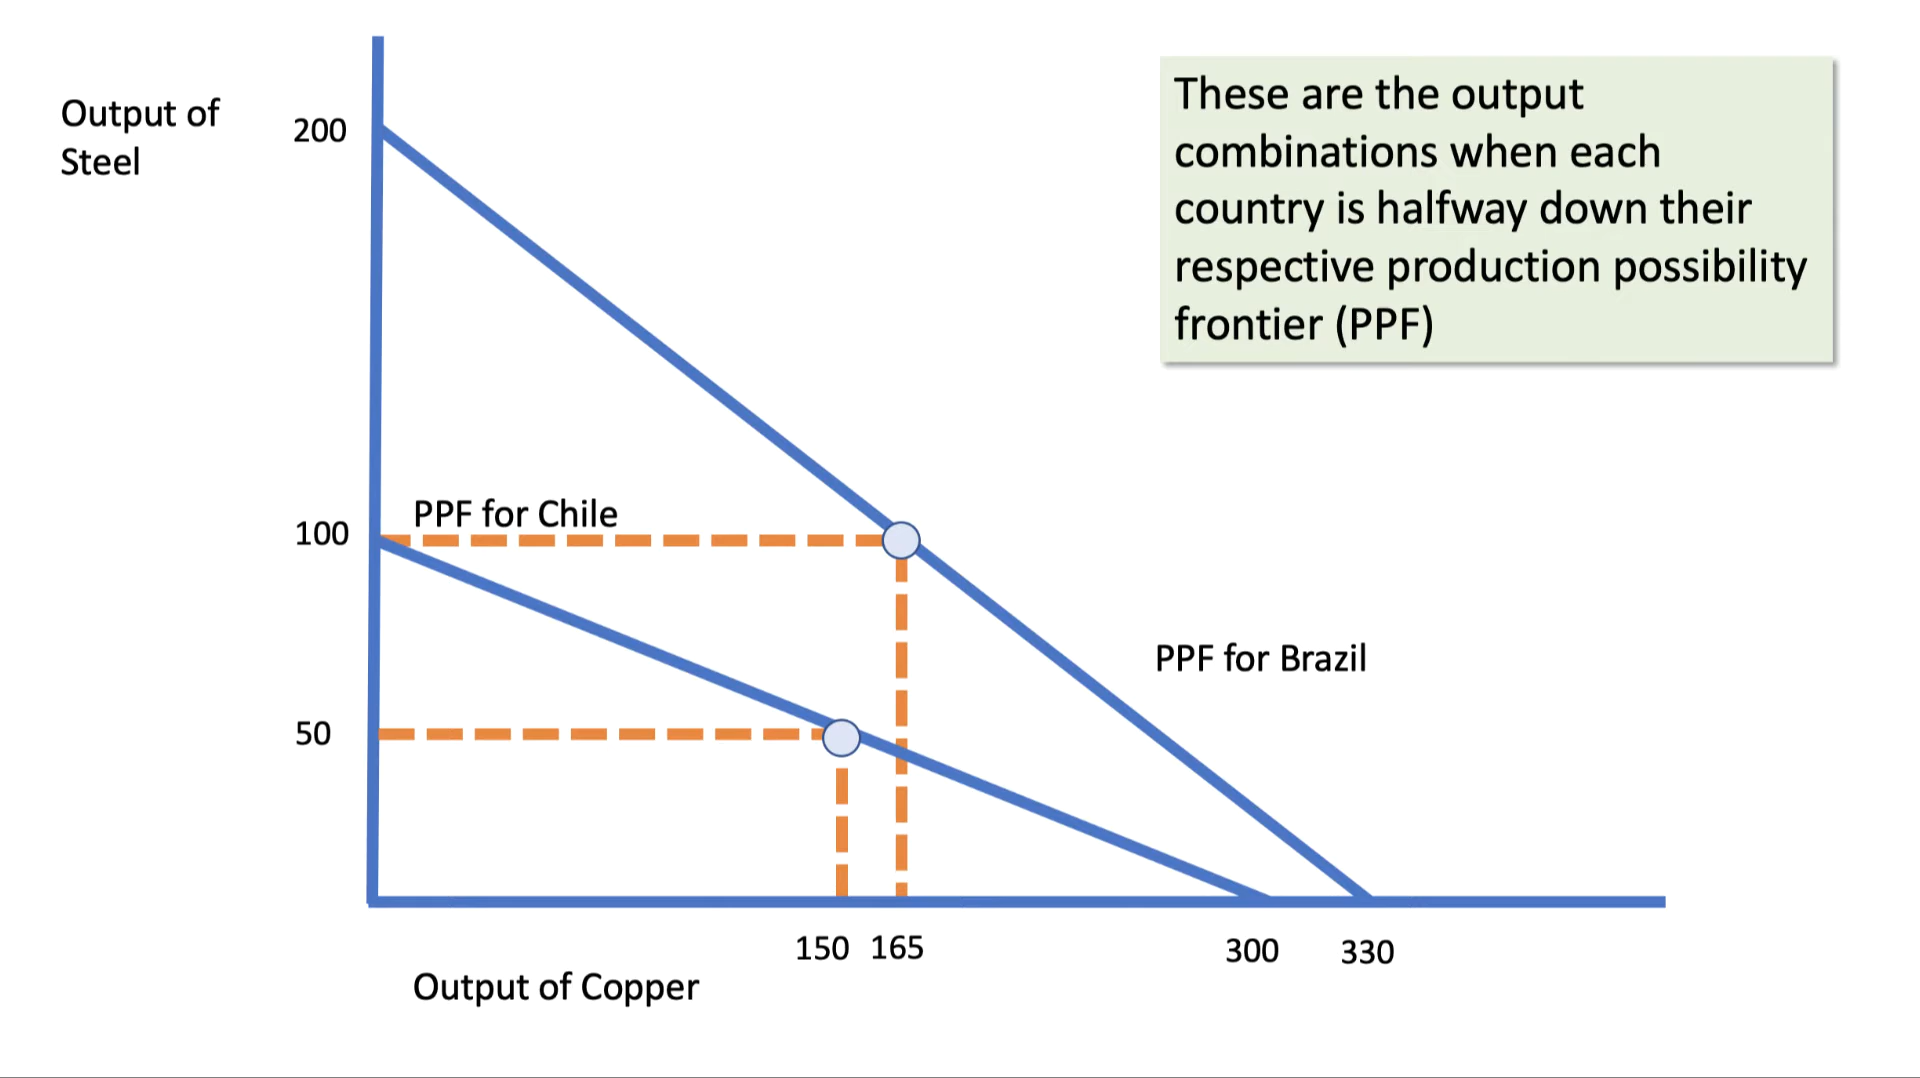 Output of
Steel
200
These are the output
combinations when each
country is halfway down their
respective production possibility
frontier (PPF)
PPF for Chile
100
PPF for Brazil
50
150 165 300 330
Output of Copper